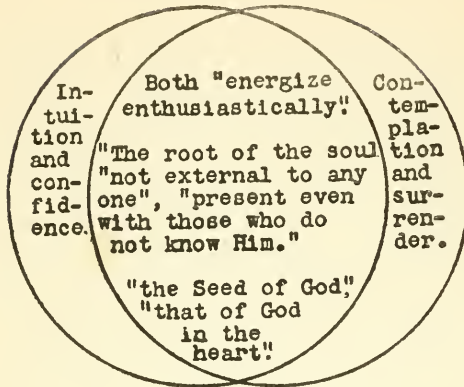 In-
tui-
tion
and
con-
fid-
ence.
Both "energize
enthusiastically".
"The root of the soul
"not external to any
one", "present even
with those who do
not know Him."
"the Seed of God",
"that of God
in the
heart".
Con-
tem-
pla-
tion
and
sur-
ren-
der.